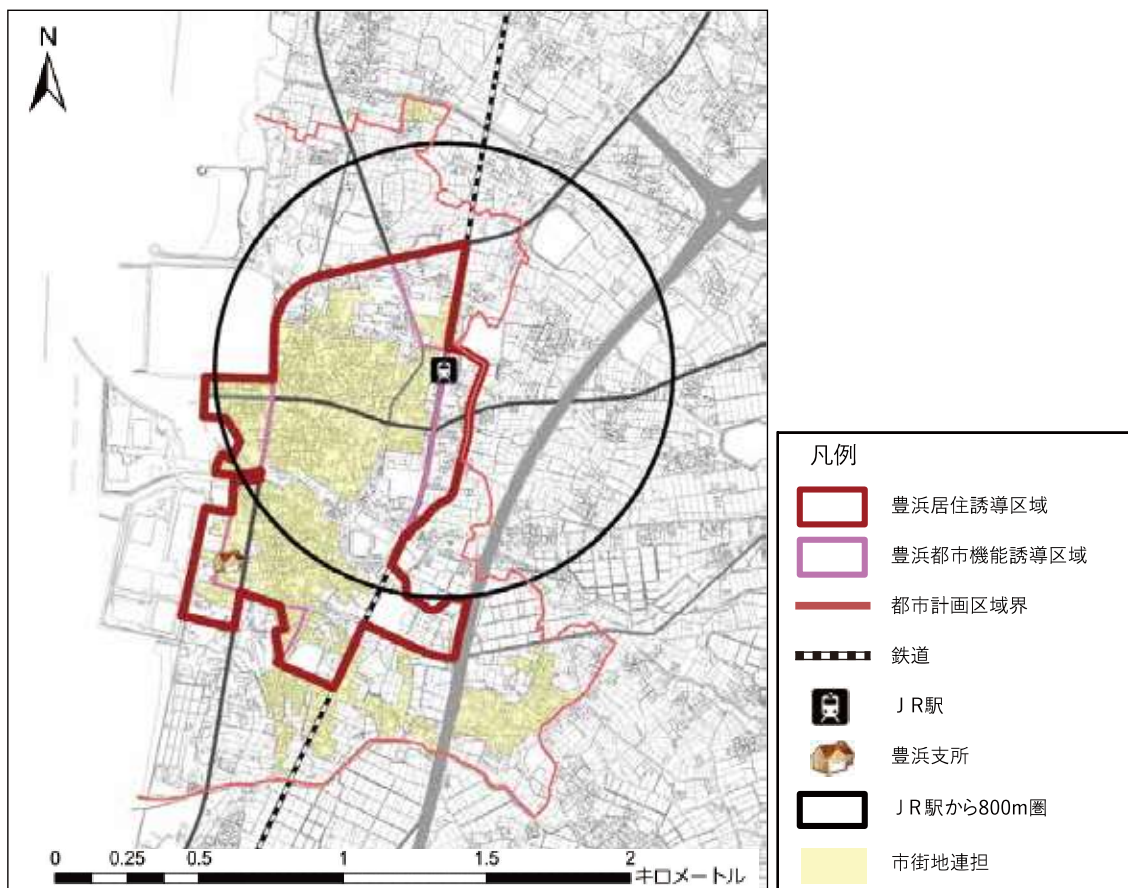 N
0
0.25
0.5
1
1.5
2
キロメートル
凡例
豊浜居住誘導区域
豊浜都市機能誘導区域
都市計画区域界
鉄道
ＪＲ駅
豊浜支所
ＪＲ駅から800m圏
市街地連担